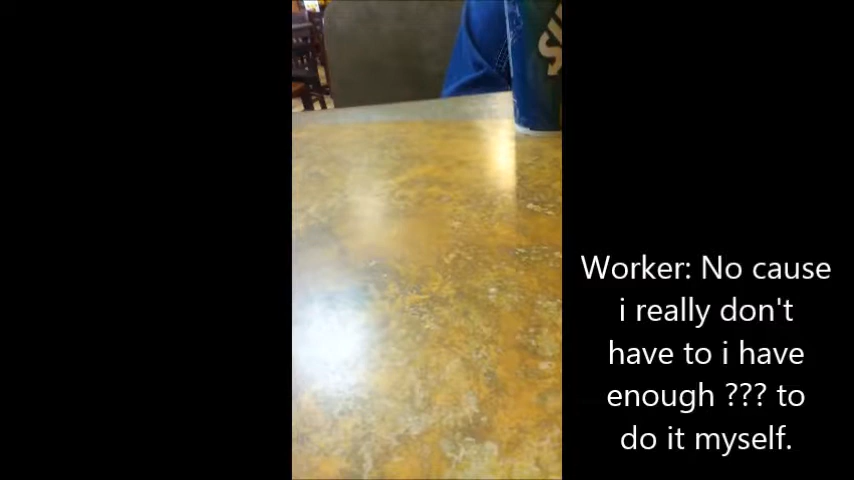 Worker: No cause
i really don't
have to i have
enough ??? to
do it myself.